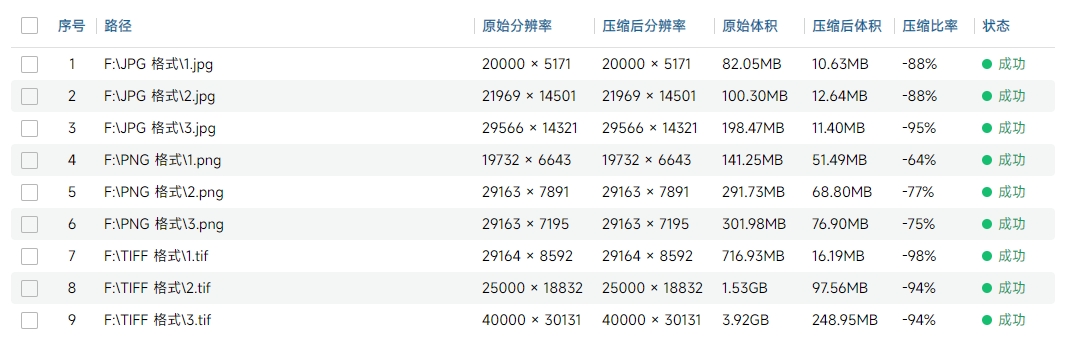 序号 路径 原始分辨率 压缩后分辨率 原始体积 压缩后体积 压缩比率 状态
1 F:\JPG 格式\1.jpg 20000 × 5171 20000 × 5171 82.05MB 10.63MB -88% 成功
2 F:\JPG 格式\2.jpg 21969 × 14501 21969 × 14501 100.30MB 12.64MB -88% 成功
3 F:\JPG 格式\3.jpg 29566 × 14321 29566 × 14321 198.47MB 11.40MB -95% 成功
4 F:\PNG 格式\1.png 19732 × 6643 19732 × 6643 141.25MB 51.49MB -64% 成功
5 F:\PNG 格式\2.png 29163 × 7891 29163 × 7891 291.73MB 68.80MB -77% 成功
6 F:\PNG 格式\3.png 29163 × 7195 29163 × 7195 301.98MB 76.90MB -75% 成功
7 F:\TIFF 格式\1.tif 29164 × 8592 29164 × 8592 716.93MB 16.19MB -98% 成功
8 F:\TIFF 格式\2.tif 25000 × 18832 25000 × 18832 1.53GB 97.56MB -94% 成功
9 F:\TIFF 格式\3.tif 40000 × 30131 40000 × 30131 3.92GB 248.95MB -94% 成功